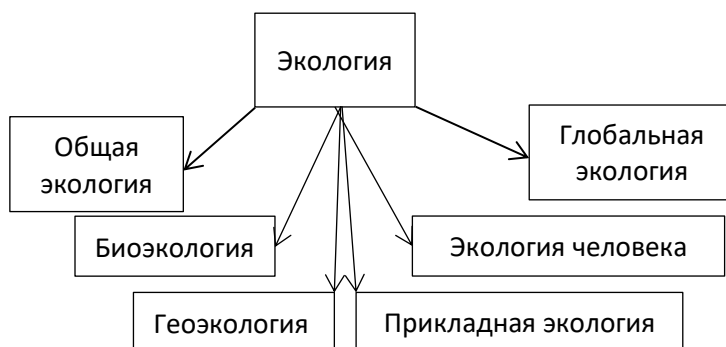 Экология
Общая
экология
Глобальная
экология
Биоэкология
Экология человека
Геоэкология
Прикладная экология